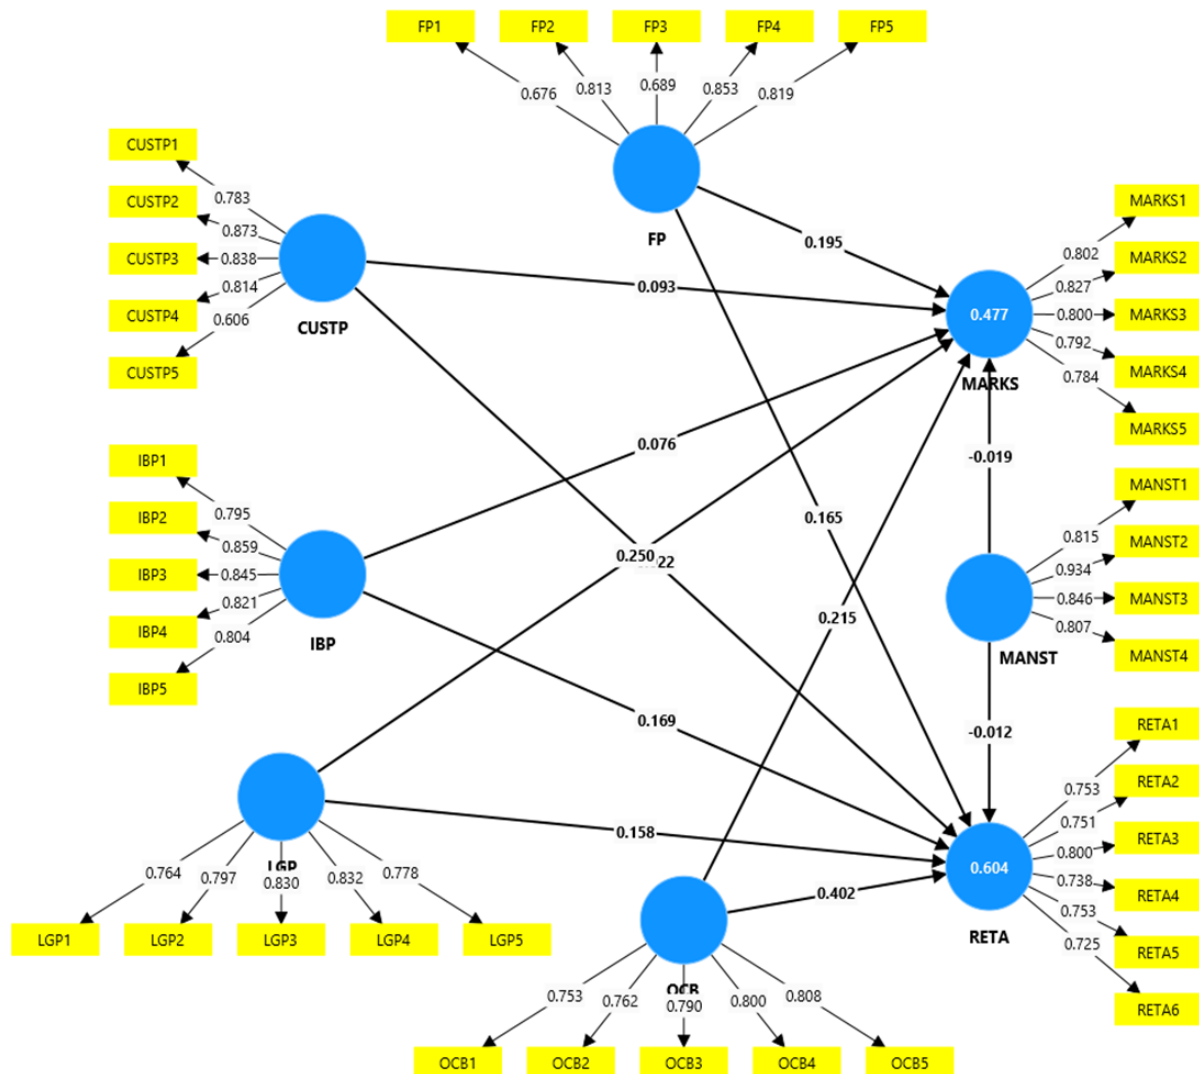 FP1 FP2 FP3 FP4 FP5
0.676 0.813 0.689 0.853 0.819
FP
CUSTP1
CUSTP2
CUSTP3
CUSTP4
CUSTP5
0.783
0.873
0.838
0.814
0.606
CUSTP
IBP1
IBP2
IBP3
IBP4
IBP5
0.795
0.859
0.845
0.821
0.804
IBP
0.195
0.093
0.076
0.250
0.165
0.215
0.169
0.158
0.402
-0.019
-0.012
0.477
MARKS
0.802
0.827
0.800
0.792
0.784
MARKS1
MARKS2
MARKS3
MARKS4
MARKS5
MANST
0.815
0.934
0.846
0.807
MANST1
MANST2
MANST3
MANST4
0.604
RETA
0.753
0.751
0.800
0.738
0.753
0.725
RETA1
RETA2
RETA3
RETA4
RETA5
RETA6
LGP
0.764 0.797 0.830 0.832 0.778
LGP1 LGP2 LGP3 LGP4 LGP5
OCB
0.753 0.762 0.790 0.800 0.808
OCB1 OCB2 OCB3 OCB4 OCB5